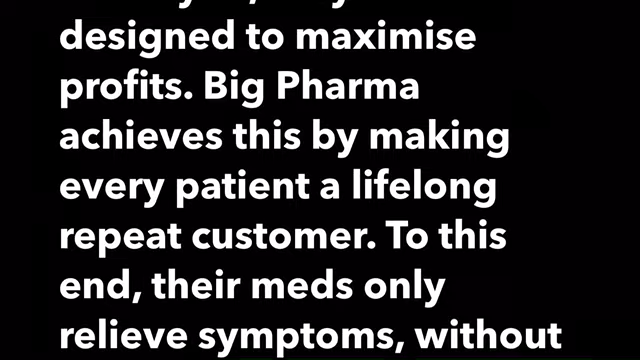 designed to maximise
profits. Big Pharma
achieves this by making
every patient a lifelong
repeat customer. To this
end, their meds only
relieve symptoms, without